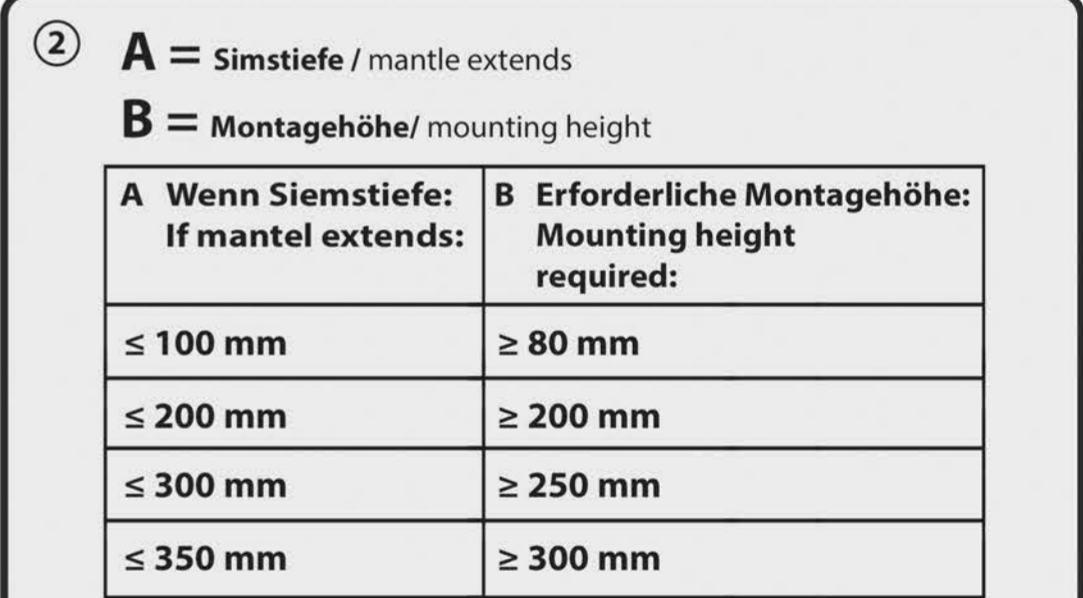 2
A = Simstiefe / mantle extends
B = Montagehöhe/ mounting height
A Wenn Siemstiefe: B Erforderliche Montagehöhe:
If mantel extends: Mounting height
required:
≤ 100 mm ≥ 80 mm
≤ 200 mm ≥ 200 mm
≤ 300 mm ≥ 250 mm
≤ 350 mm ≥ 300 mm